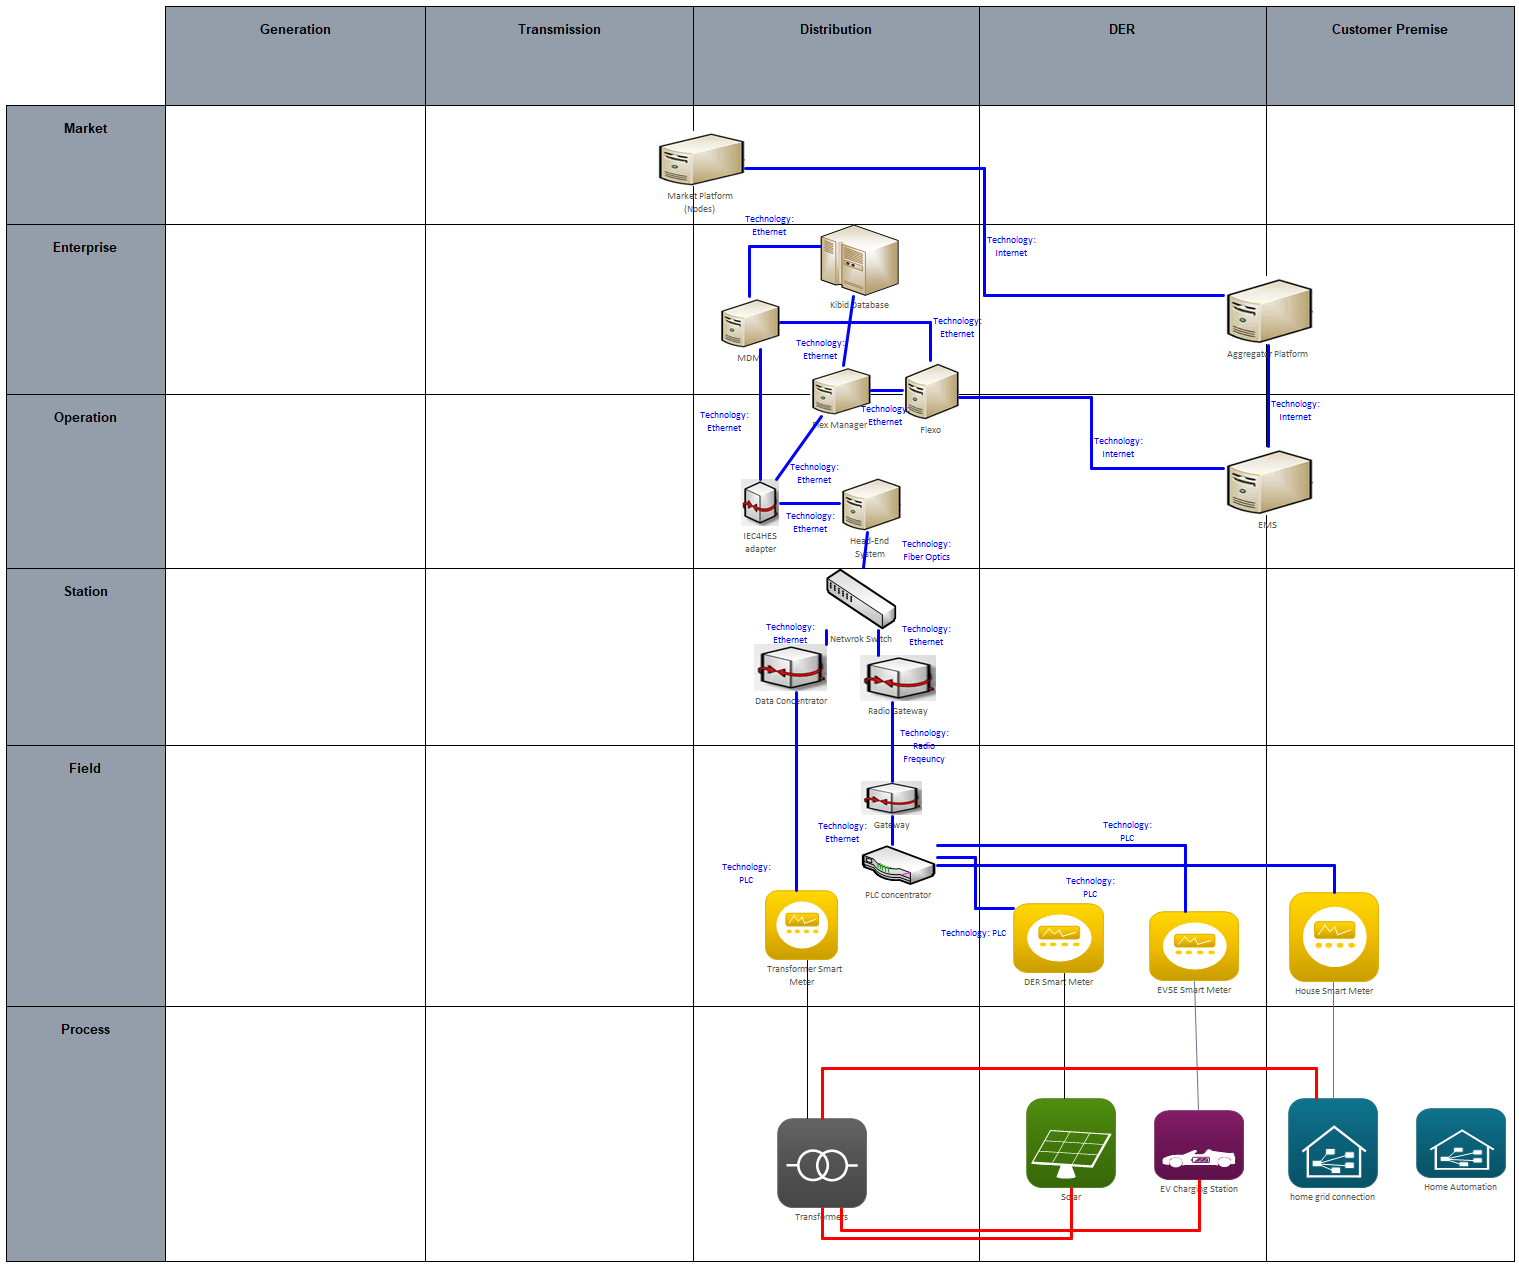 Generation
Transmission
Distribution
DER
Customer Premise
Market
Market Platform
(Nodes)
Technology:
Ethernet
Enterprise
Technology:
Internet
Kibid Database
Technology:
Ethernet
Technology:
Ethernet
MDM
Aggregator Platform
Operation
Technology:
Ethernet
Flex Manager
Technology:
Ethernet
Flexo
Technology:
Internet
Technology:
Internet
Technology:
Ethernet
Technology:
Ethernet
IEC4HES
adapter
Head-End
System
Technology:
Fiber Optics
EMS
Station
Technology:
Ethernet
Netwrok Switch
Technology:
Ethernet
Data Concentrator
Radio Gateway
Technology:
Radio
Freqeuncy
Field
Gateway
Technology:
Ethernet
Technology:
PLC
Technology:
PLC
PLC concentrator
Technology:
PLC
Technology: PLC
Transformer Smart
Meter
DER Smart Meter
EVSE Smart Meter
House Smart Meter
Process
Transformers
Solar
EV Charging Station
home grid connection
Home Automation